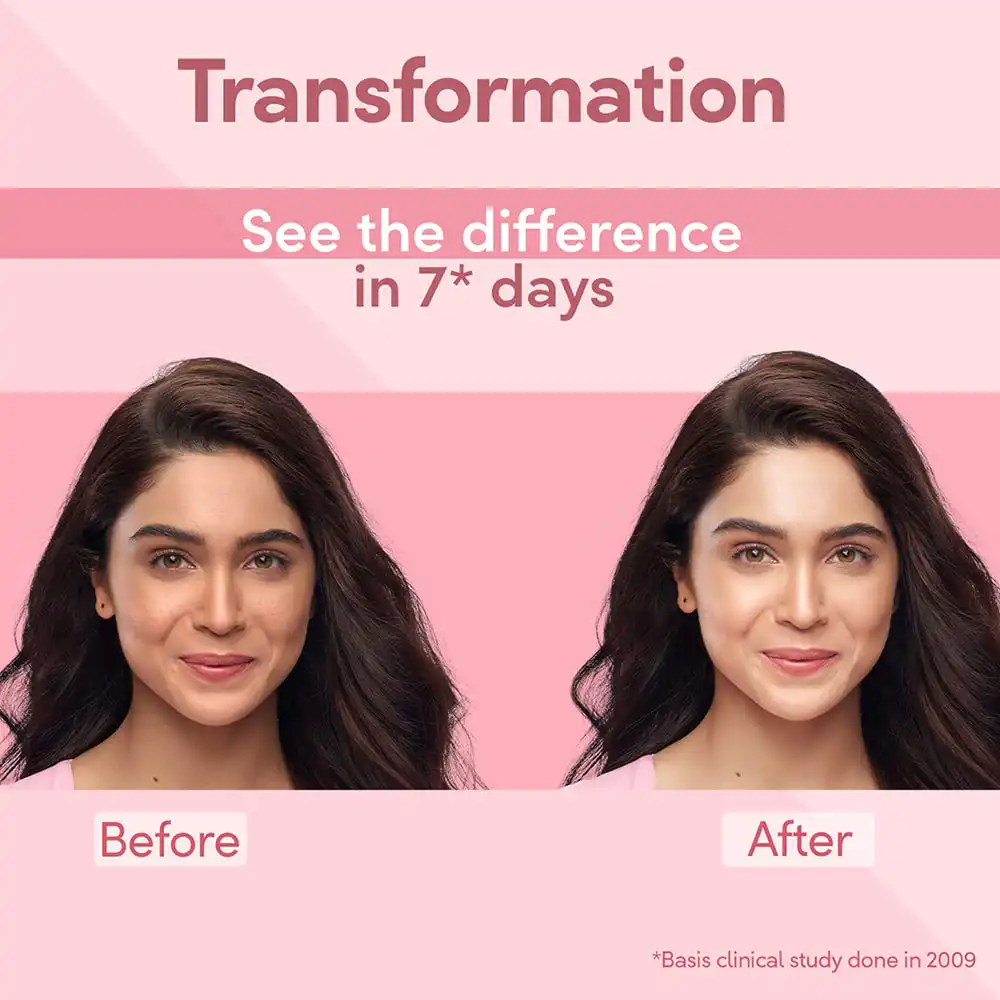 Transformation
See the difference
in 7* days
Before
After
*Basis clinical study done in 2009